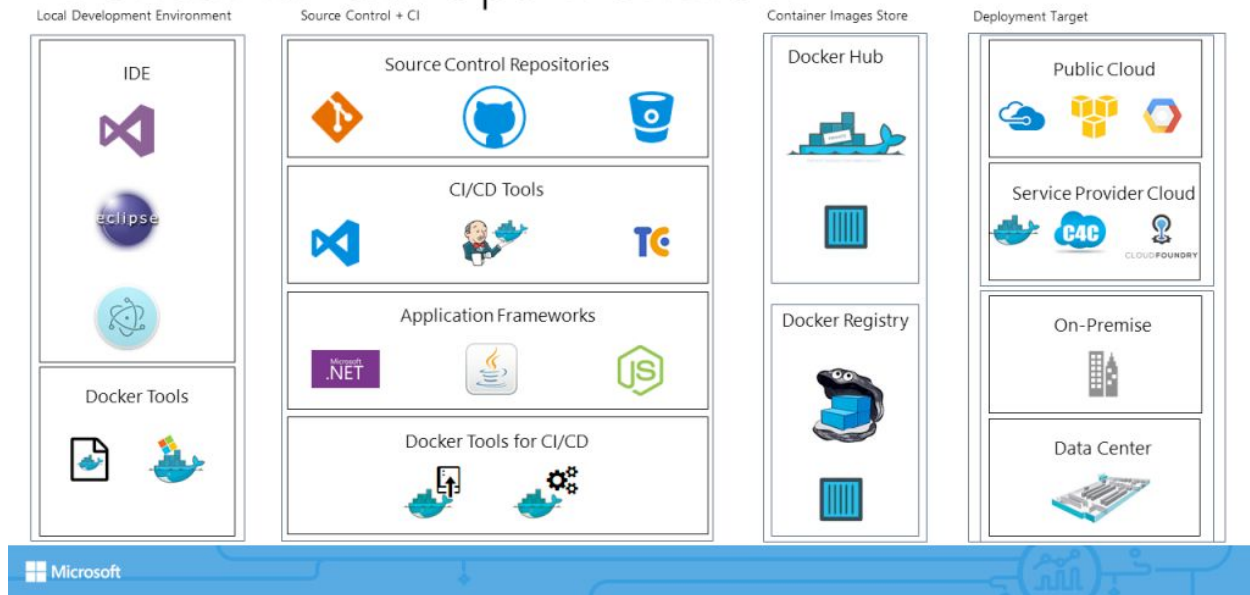 Local Development Environment
IDE
eclipse
Docker Tools
Source Control + CI
Source Control Repositories
CI/CD Tools
TC
Application Frameworks
Microsoft
.NET
JS
Docker Tools for CI/CD
Container Images Store
Docker Hub
Docker Registry
Deployment Target
Public Cloud
Service Provider Cloud
C4C
CLOUDFOUNDRY
On-Premise
Data Center
Microsoft